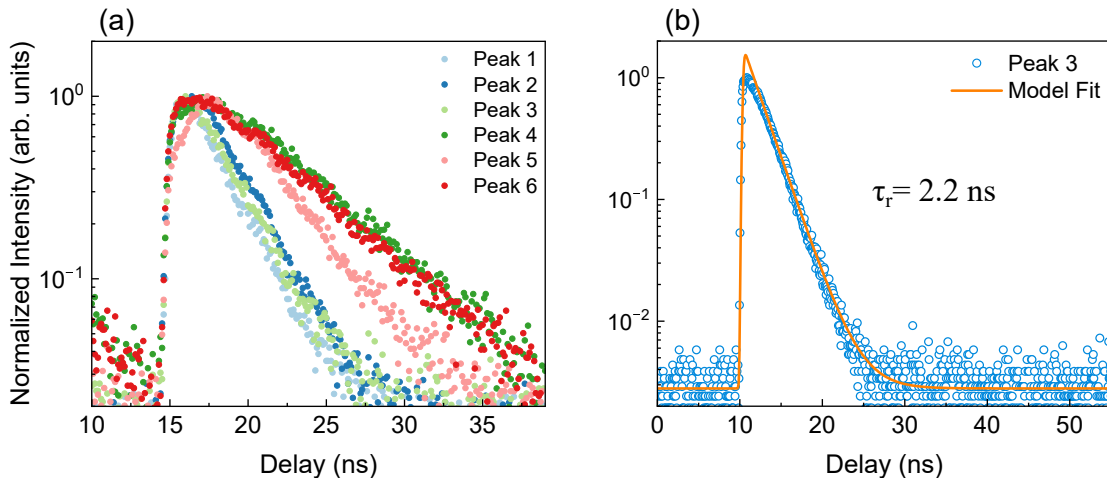 (a)
Normalized Intensity (arb. units)
10⁰
10⁻¹
10 15 20 25 30 35
Delay (ns)
Peak 1
Peak 2
Peak 3
Peak 4
Peak 5
Peak 6
(b)
10⁰
10⁻¹
10⁻²
0 10 20 30 40 50
Delay (ns)
Peak 3
Model Fit
τᵣ= 2.2 ns